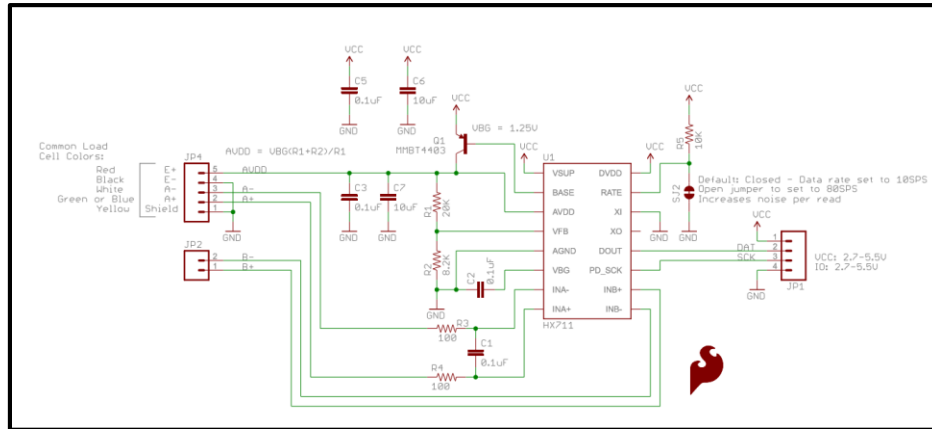 VCC
VCC
C5
0.1uF
GND
C6
10uF
GND
VCC
VBG = 1.25V
Q1
MMBT4403
AVDD = VBG(R1+R2)/R1
Common Load
Cell Colors:
Red
Black
White
Green or Blue
Yellow
E+
E-
A-
A+
Shield
JP4
5
4
3
2
1
AVDD
A-
A+
GND
JP2
2
1
B-
B+
C3
0.1uF
GND
C7
10uF
GND
R1
20K
R2
8.2K
GND
C2
0.1uF
R3
100
R4
100
C1
0.1uF
VCC
U1
VSUP
BASE
AVDD
VFB
AGND
VBG
INA-
INA+
DVDD
RATE
XI
XO
DOUT
PD_SCK
INB+
INB-
HX711
VCC
GND
VCC
R5
10K
SJ2
GND
Default: Closed - Data rate set to 10SPS
Open jumper to set to 80SPS
Increases noise per read
VCC
DAT
SCK
GND
1
2
3
4
JP1
VCC: 2.7-5.5V
IO: 2.7-5.5V